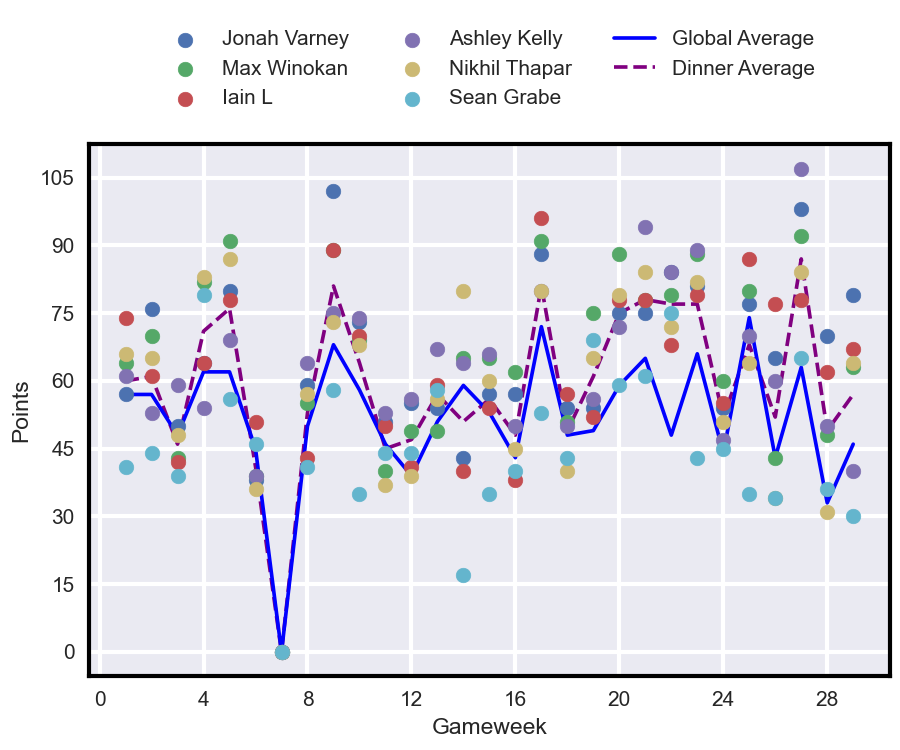 Jonah Varney
Max Winokan
Iain L
Ashley Kelly
Nikhil Thapar
Sean Grabe
Global Average
Dinner Average
Points
105
90
75
60
45
30
15
0
0 4 8 12 16 20 24 28
Gameweek